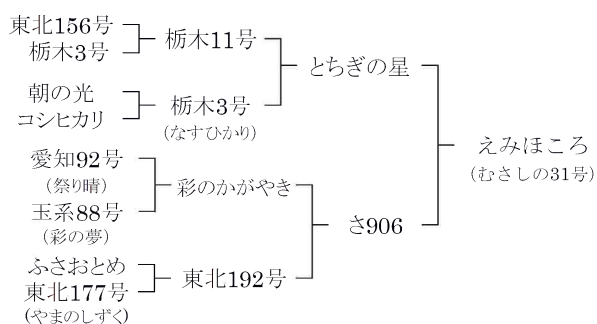 東北156号
栃木3号
栃木11号
朝の光
コシヒカリ
栃木3号
(なすひかり)
とちぎの星
愛知92号
(祭り晴)
玉系88号
(彩の夢)
彩のかがやき
ふさおとめ
東北177号
(やまのしずく)
東北192号
さ906
えみほころ
(むさしの31号)